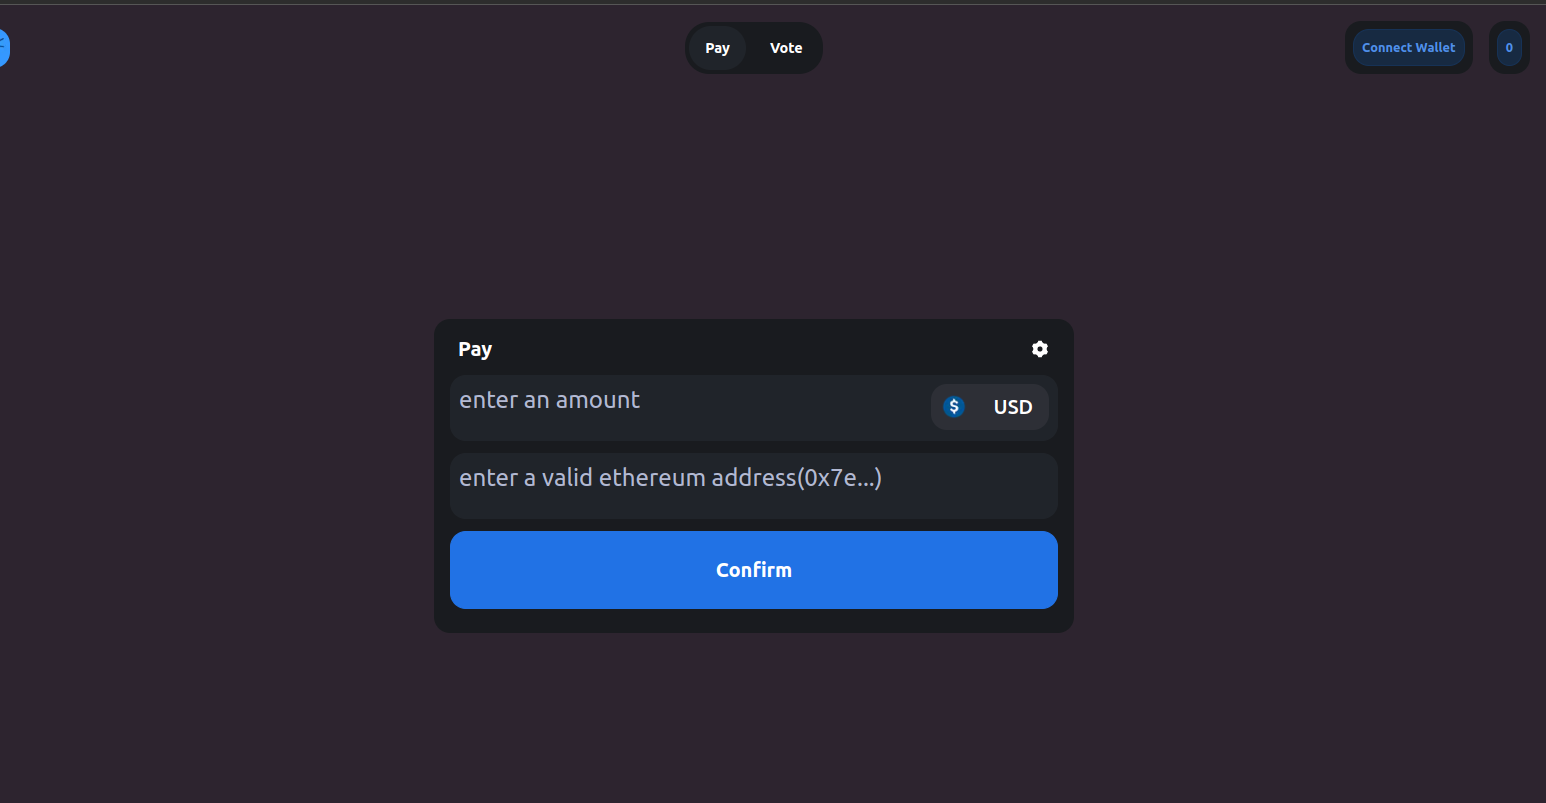 Pay
Vote
Connect Wallet
0
Pay
enter an amount
$
USD
enter a valid ethereum address(0x7e...)
Confirm